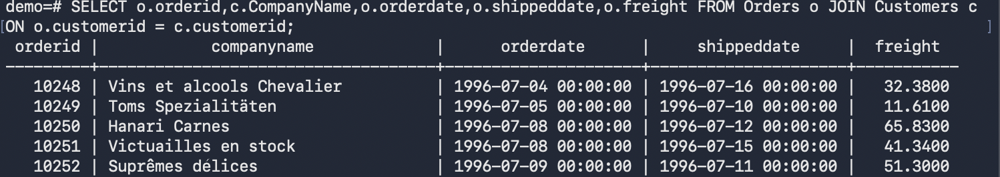 demo=# SELECT o.orderid,c.CompanyName,o.orderdate,o.shippeddate,o.freight FROM Orders o JOIN Customers c
[ON o.customerid = c.customerid; ]
orderid | companyname | orderdate | shippeddate | freight
---------+------------------------------------+---------------------+---------------------+-----------
10248 | Vins et alcools Chevalier | 1996-07-04 00:00:00 | 1996-07-16 00:00:00 | 32.3800
10249 | Toms Spezialitäten | 1996-07-05 00:00:00 | 1996-07-10 00:00:00 | 11.6100
10250 | Hanari Carnes | 1996-07-08 00:00:00 | 1996-07-12 00:00:00 | 65.8300
10251 | Victuailles en stock | 1996-07-08 00:00:00 | 1996-07-15 00:00:00 | 41.3400
10252 | Suprêmes délices | 1996-07-09 00:00:00 | 1996-07-11 00:00:00 | 51.3000